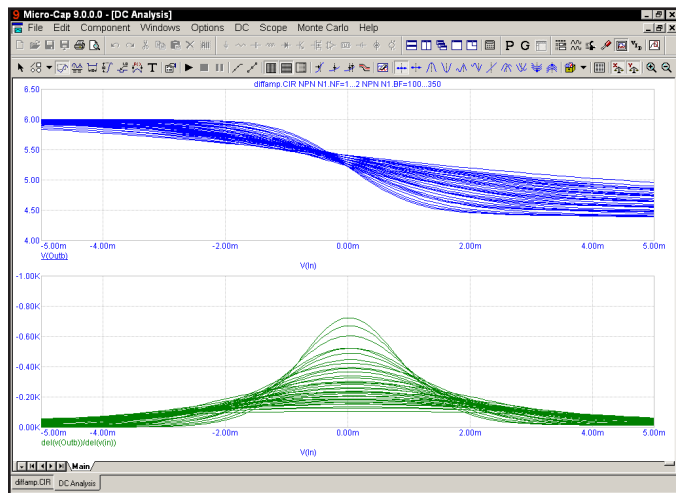 9 Micro-Cap 9.0.0.0 - [DC Analysis]
File Edit Component Windows Options DC Scope Monte Carlo Help
P G
T
diffamp.CIR NPN N1.NF=1...2 NPN N1.BF=100...350
6.50
6.00
5.50
5.00
4.50
4.00
-5.00m -4.00m -2.00m 0.00m 2.00m 4.00m 5.00m
V(Outb)
V(In)
-1.00K
-0.80K
-0.60K
-0.40K
-0.20K
0.00K
-5.00m -4.00m -2.00m 0.00m 2.00m 4.00m 5.00m
del(v(Outb))/del(v(in))
V(In)
Main
diffamp.CIR DC Analysis